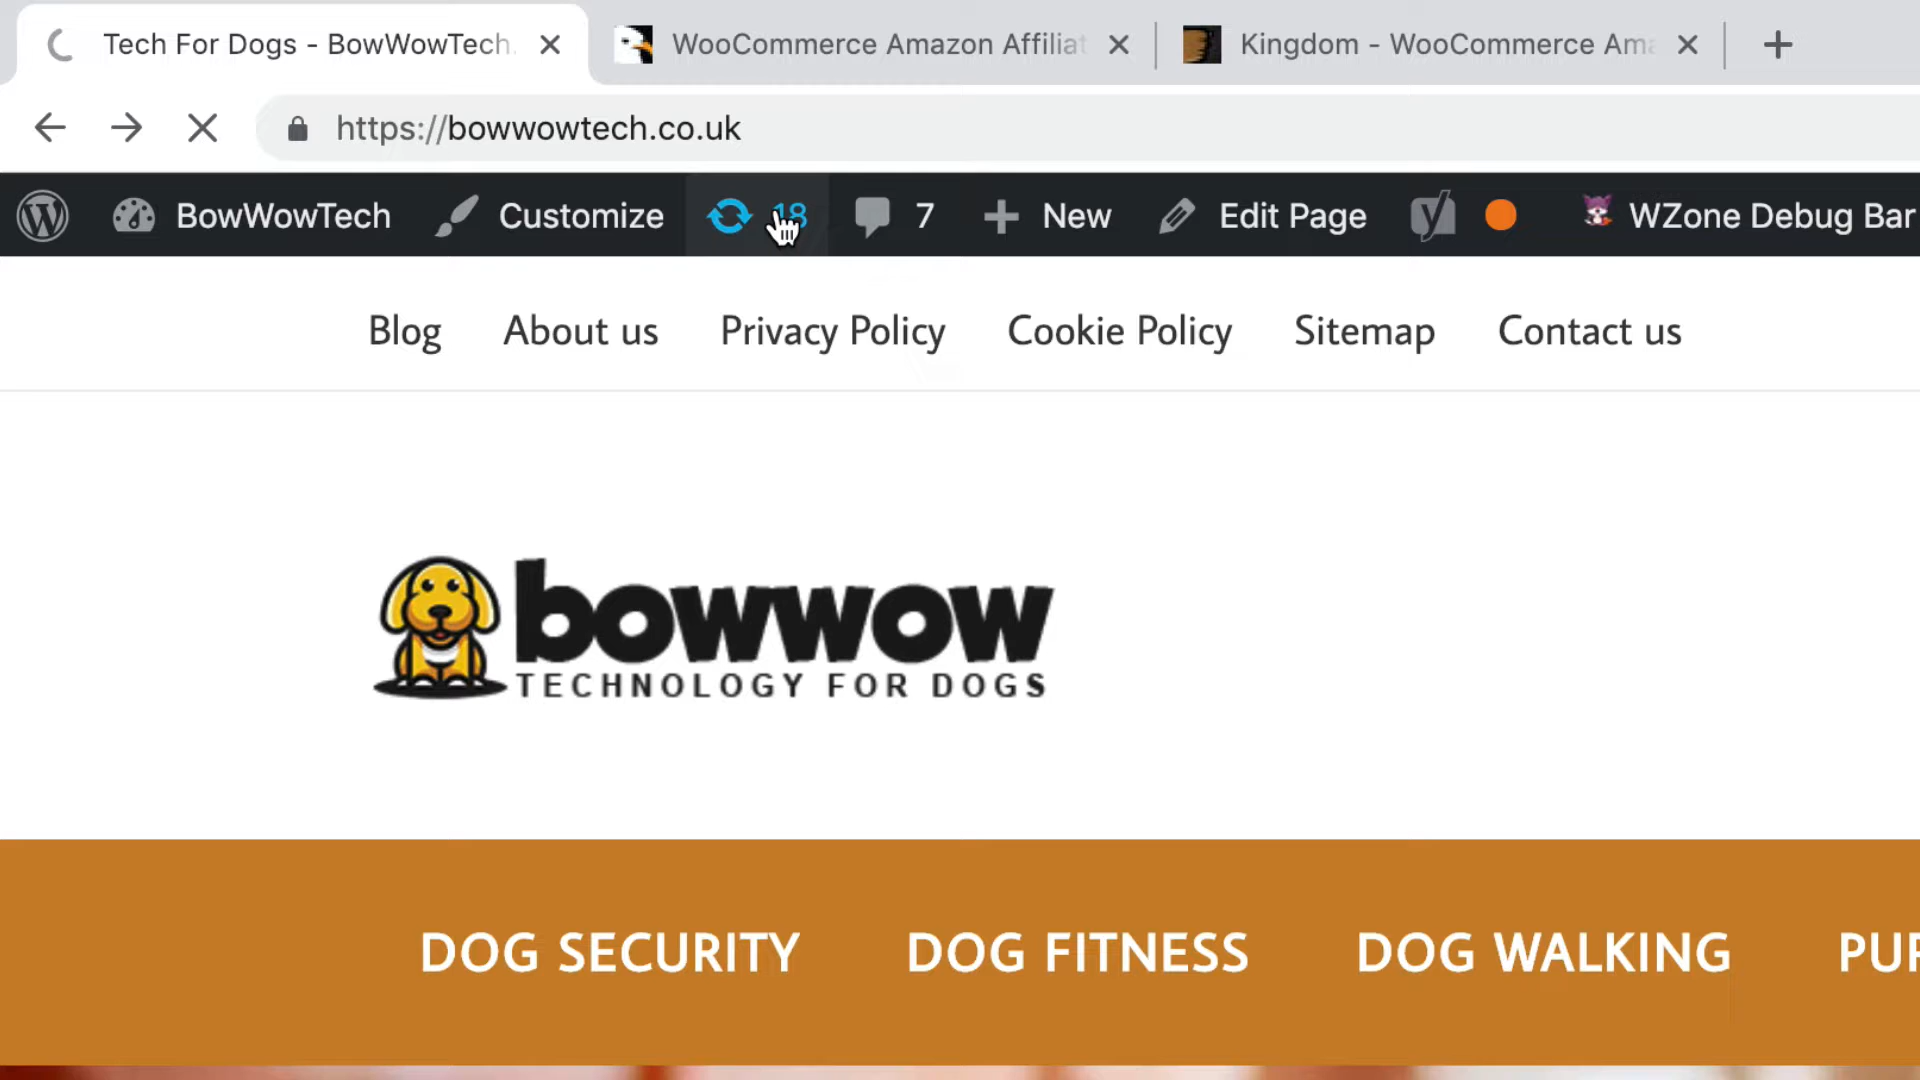 Tech For Dogs - BowWowTech.
WooCommerce Amazon Affiliat
Kingdom - WooCommerce Ama
https://bowwowtech.co.uk
BowWowTech Customize 18 7 New Edit Page WZone Debug Bar
Blog About us Privacy Policy Cookie Policy Sitemap Contact us
bowwow
TECHNOLOGY FOR DOGS
DOG SECURITY DOG FITNESS DOG WALKING PUP